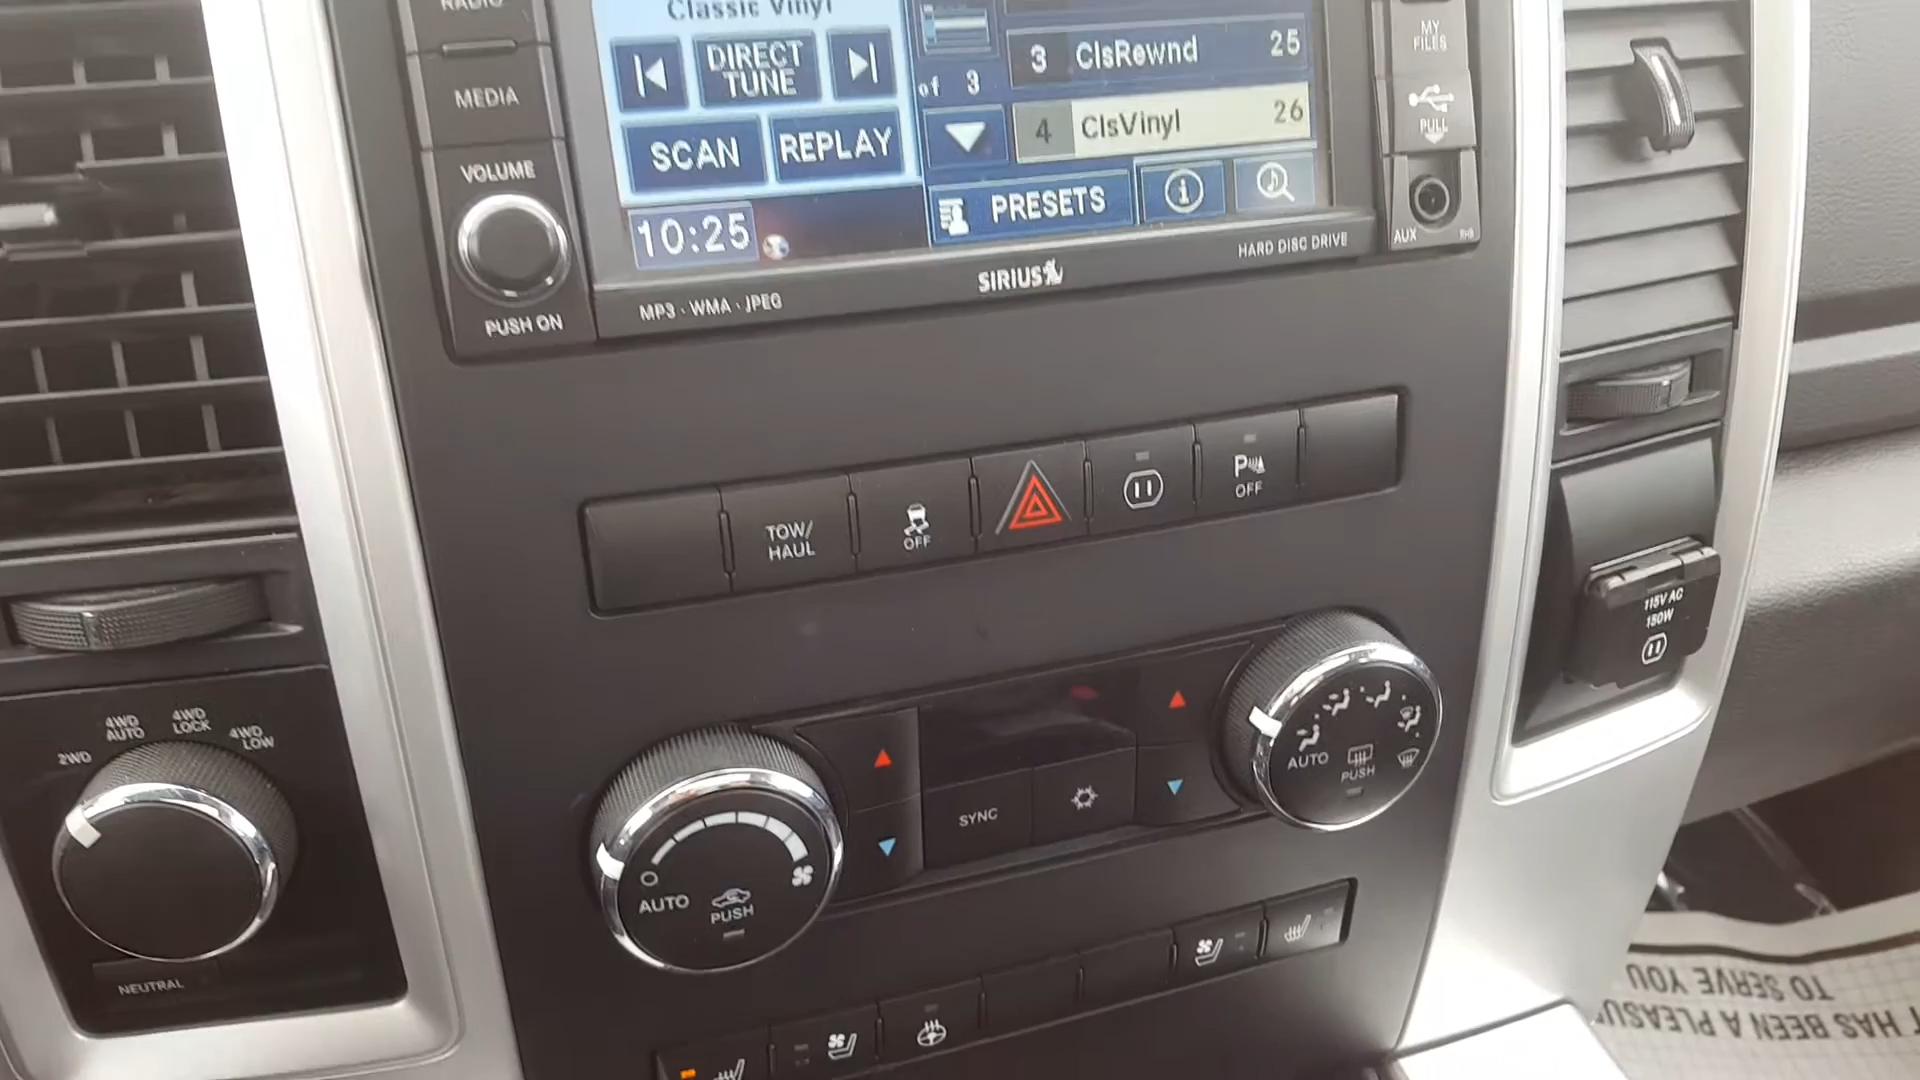 RADIO
Classic Vinyl
MEDIA
DIRECT
TUNE
SCAN
REPLAY
10:25
of 3
3 ClsRewnd 25
4 ClsVinyl 26
PRESETS
MY
FILES
PULL
AUX
VOLUME
PUSH ON
MP3 · WMA · JPEG
SIRIUS
HARD DISC DRIVE
TOW/
HAUL
OFF
P
OFF
115V AC
150W
2WD
4WD
AUTO
4WD
LOCK
4WD
LOW
NEUTRAL
AUTO
PUSH
SYNC
AUTO
PUSH
TO SERVE YOU
T HAS BEEN A PLEASU